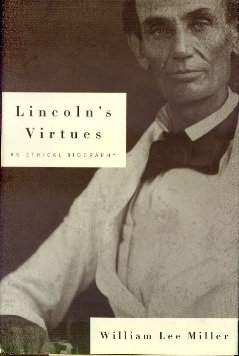 Lincoln's
Virtues
AN ETHICAL BIOGRAPHY
William Lee Miller